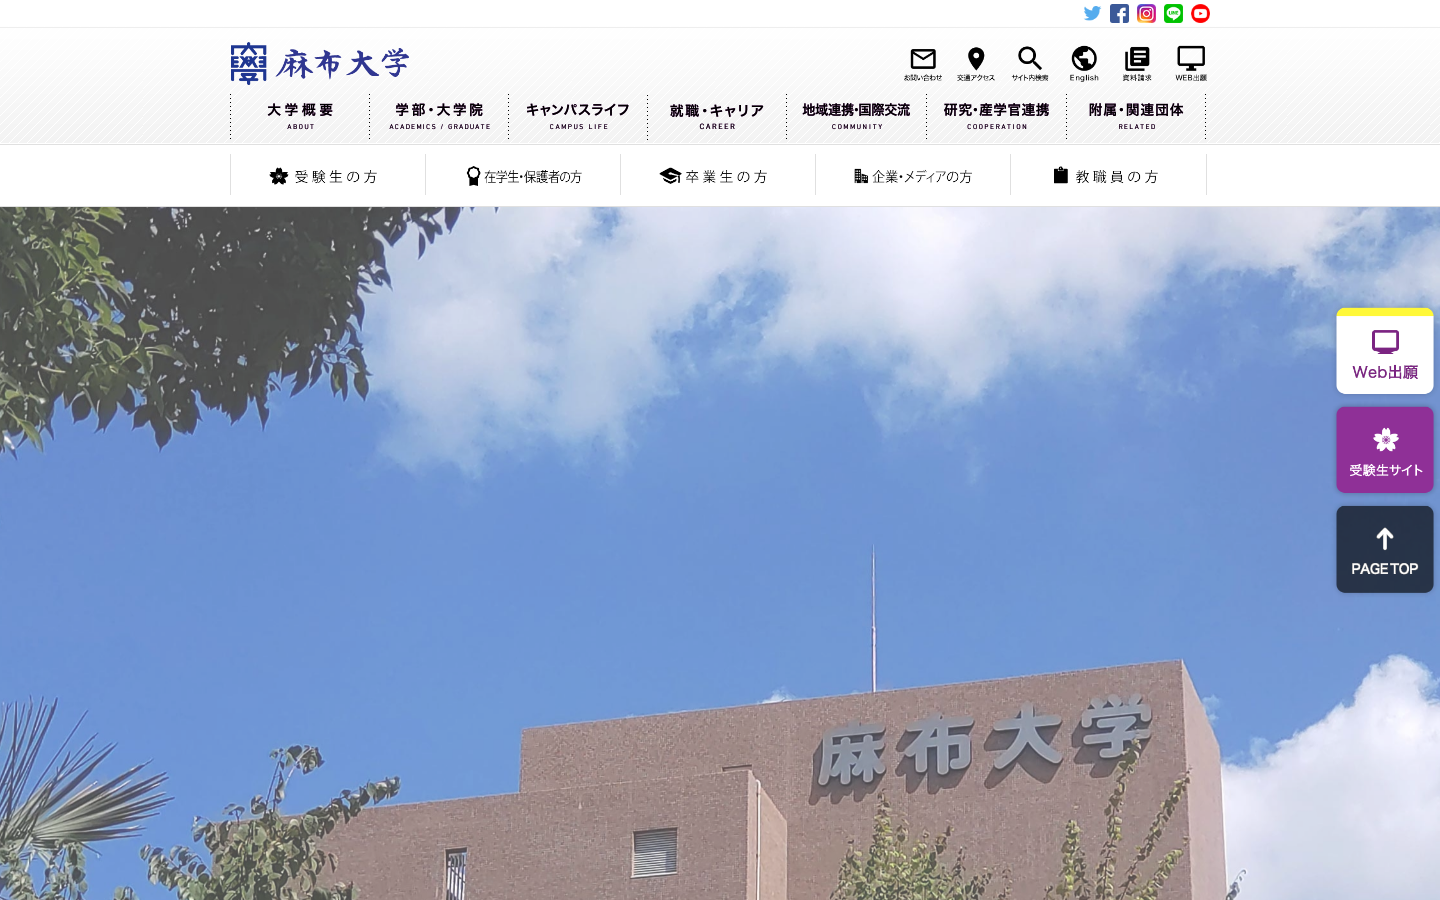 麻布大学
お問い合わせ
交通アクセス
サイト内検索
English
資料請求
WEB出願
大学概要
ABOUT
学部・大学院
ACADEMICS / GRADUATE
キャンパスライフ
CAMPUS LIFE
就職・キャリア
CAREER
地域連携・国際交流
COMMUNITY
研究・産学官連携
COOPERATION
附属・関連団体
RELATED
受験生の方
在学生・保護者の方
卒業生の方
企業・メディアの方
教職員の方
Web出願
受験生サイト
PAGE TOP
麻布大学